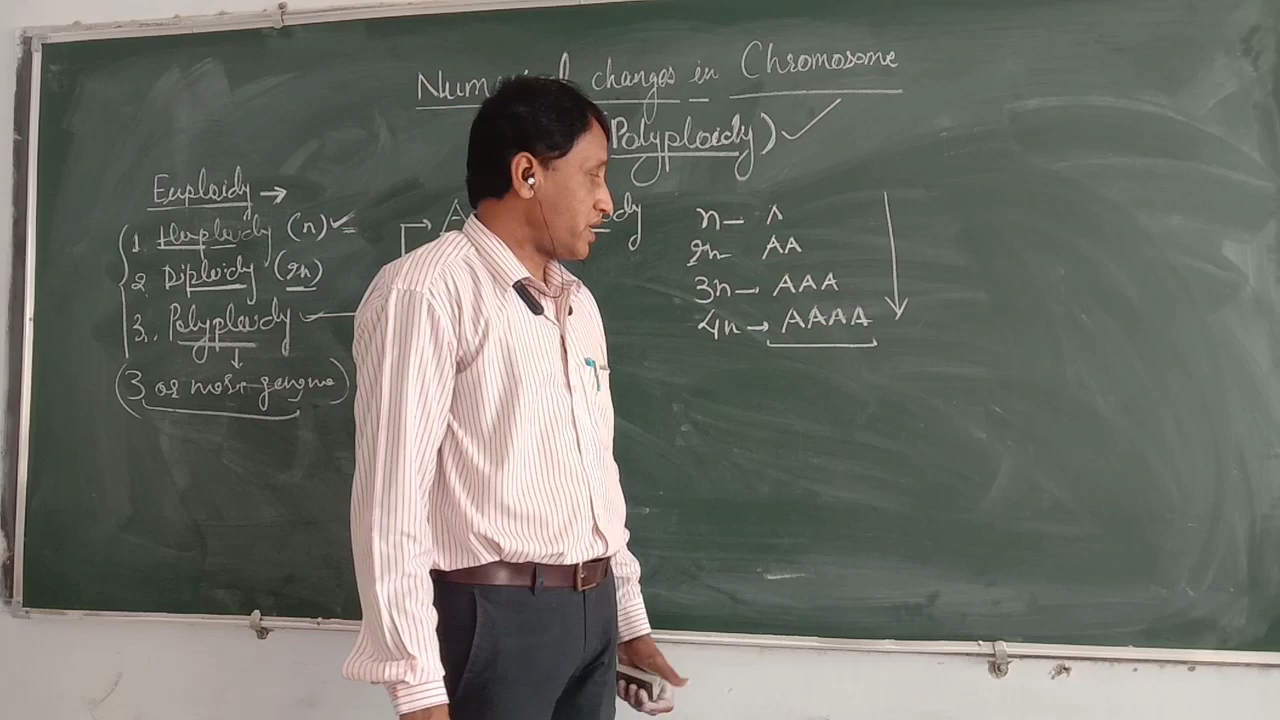 Numerical changes in Chromosome
(Polyploidy) ✓
Euploidy →
1. Haploidy (n) ✓
2. Diploidy (2n)
3. Polyploidy
↓
(3 or more genome)
n - A
2n AA
3n - AAA
4n → AAAA